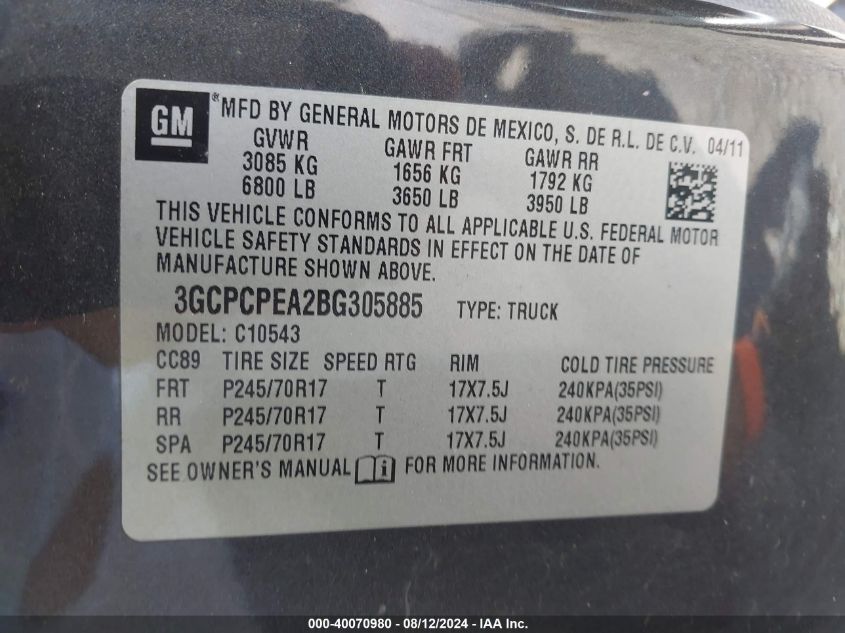 GM ®MFD BY GENERAL MOTORS DE MEXICO, S. DE R.L. DE C.V. 04/11
GVWR GAWR FRT GAWR RR
3085 KG 1656 KG 1792 KG
6800 LB 3650 LB 3950 LB
THIS VEHICLE CONFORMS TO ALL APPLICABLE U.S. FEDERAL MOTOR
VEHICLE SAFETY STANDARDS IN EFFECT ON THE DATE OF
MANUFACTURE SHOWN ABOVE.
3GCPCPEA2BG305885 TYPE: TRUCK
MODEL: C10543
CC89 TIRE SIZE SPEED RTG RIM COLD TIRE PRESSURE
FRT P245/70R17 T 17X7.5J 240KPA(35PSI)
RR P245/70R17 T 17X7.5J 240KPA(35PSI)
SPA P245/70R17 T 17X7.5J 240KPA(35PSI)
SEE OWNER'S MANUAL i FOR MORE INFORMATION.
000-40070980 - 08/12/2024 - IAA Inc.